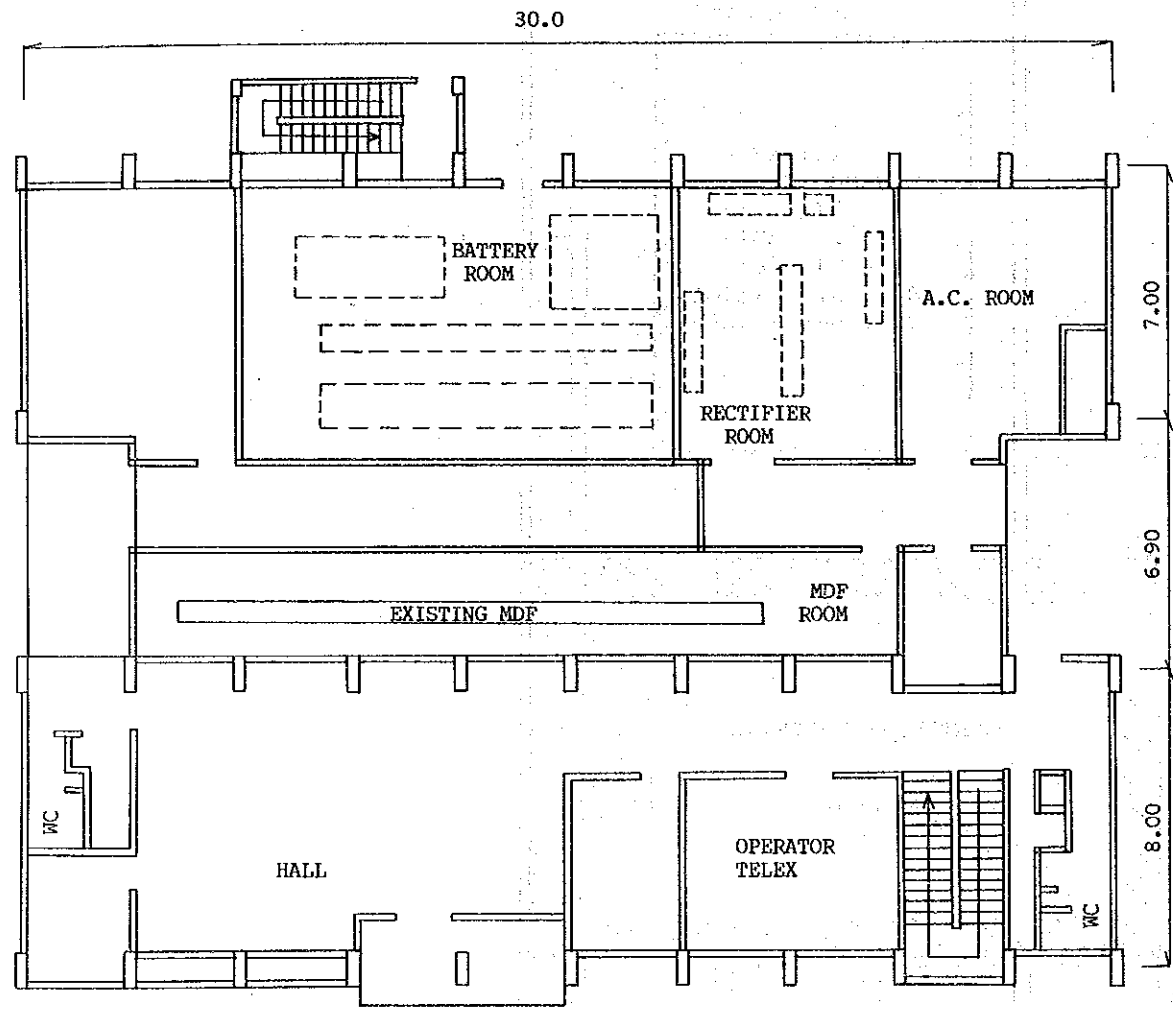 30.0
BATTERY
ROOM
A.C. ROOM
7.00
RECTIFIER
ROOM
6.90
MDF
ROOM
EXISTING MDF
WC
HALL
OPERATOR
TELEX
8.00
WC